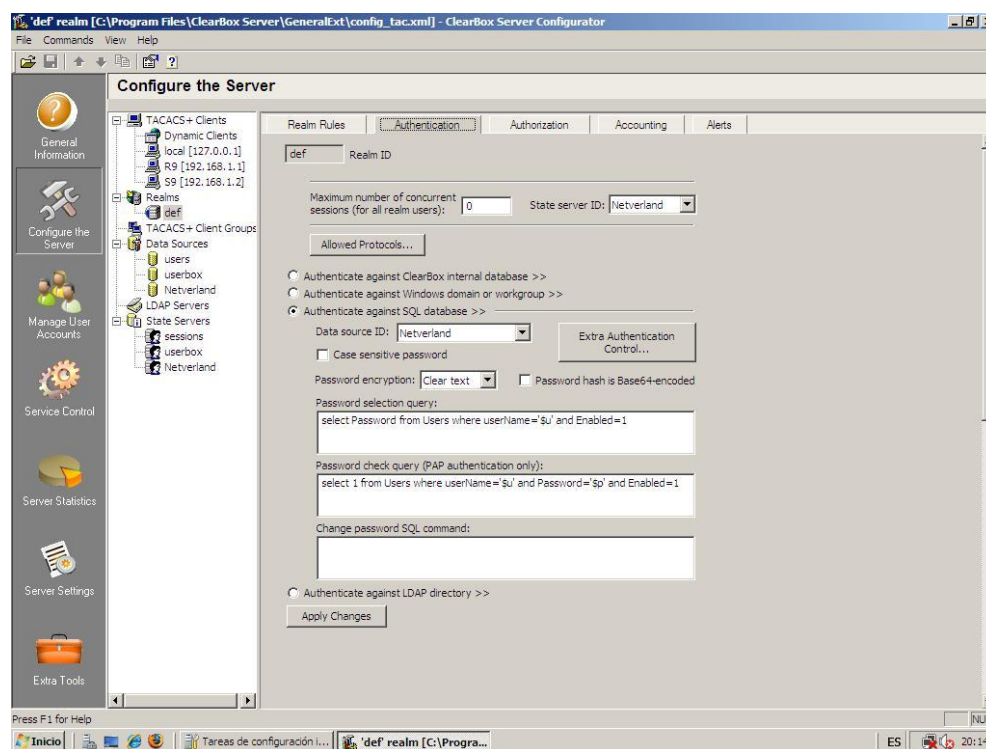 'def' realm [C:\Program Files\ClearBox Server\GeneralExt\config_tac.xml] - ClearBox Server Configurator
File Commands View Help
Configure the Server
General Information
Configure the Server
Manage User Accounts
Service Control
Server Statistics
Server Settings
Extra Tools
TACACS+ Clients
Dynamic Clients
local [127.0.0.1]
R9 [192.168.1.1]
S9 [192.168.1.2]
Realms
def
TACACS+ Client Groups
Data Sources
users
userbox
Netverland
LDAP Servers
State Servers
sessions
userbox
Netverland
Realm Rules Authentication Authorization Accounting Alerts
def Realm ID
Maximum number of concurrent
sessions (for all realm users): 0 State server ID: Netverland
Allowed Protocols...
Authenticate against ClearBox internal database >>
Authenticate against Windows domain or workgroup >>
Authenticate against SQL database >>
Data source ID: Netverland
Extra Authentication Control...
Case sensitive password
Password encryption: Clear text Password hash is Base64-encoded
Password selection query:
select Password from Users where userName='$u' and Enabled=1
Password check query (PAP authentication only):
select 1 from Users where userName='$u' and Password='$p' and Enabled=1
Change password SQL command:
Authenticate against LDAP directory >>
Apply Changes
Press F1 for Help NU
Inicio Tareas de configuración i... 'def' realm [C:\Progra... ES 20:14